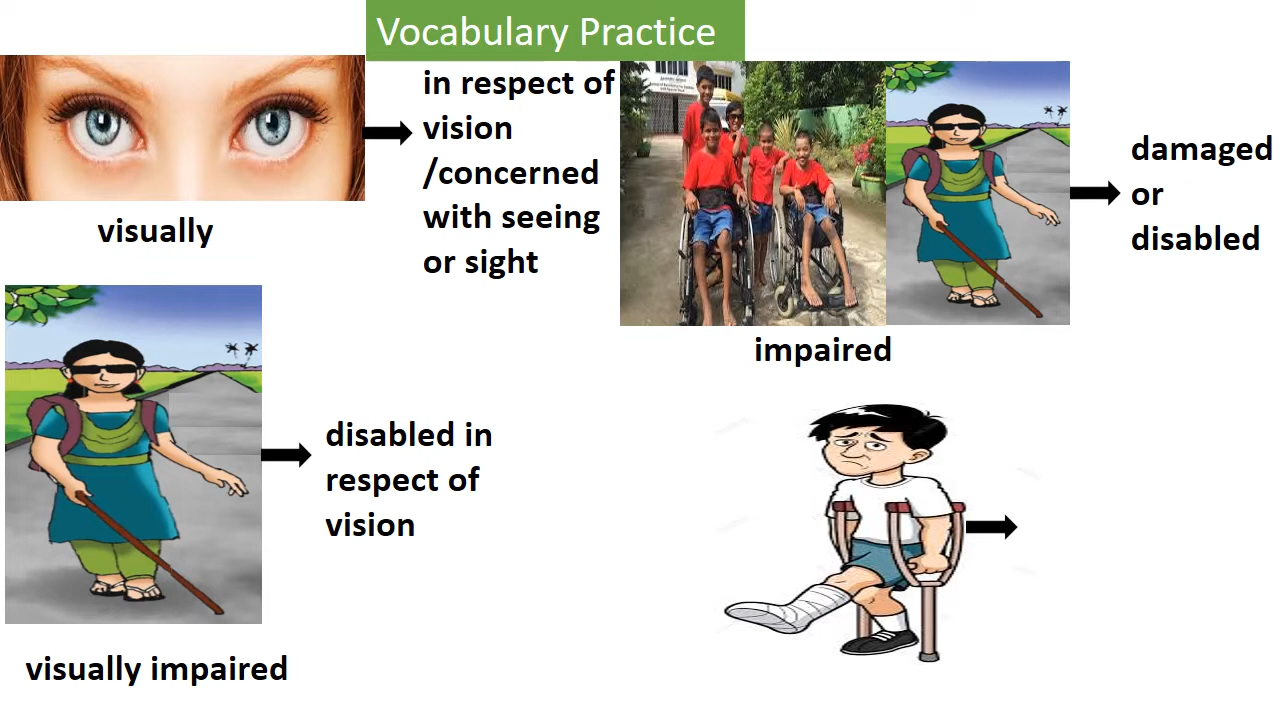 Vocabulary Practice
in respect of
vision
/concerned
with seeing
or sight
visually
damaged
or
disabled
impaired
disabled in
respect of
vision
visually impaired